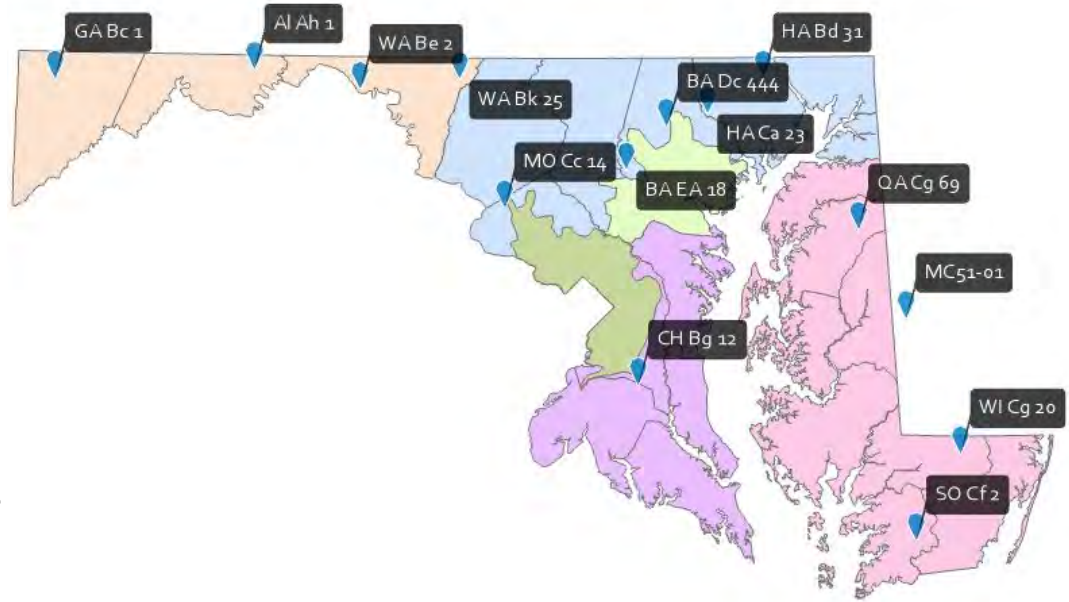 GA Bc 1
Al Ah 1
WA Be 2
HA Bd 31
BA Dc 444
WA Bk 25
HA Ca 23
MO Cc 14
BA EA 18
QA Cg 69
MC51-01
CH Bg 12
WI Cg 20
SO Cf 2